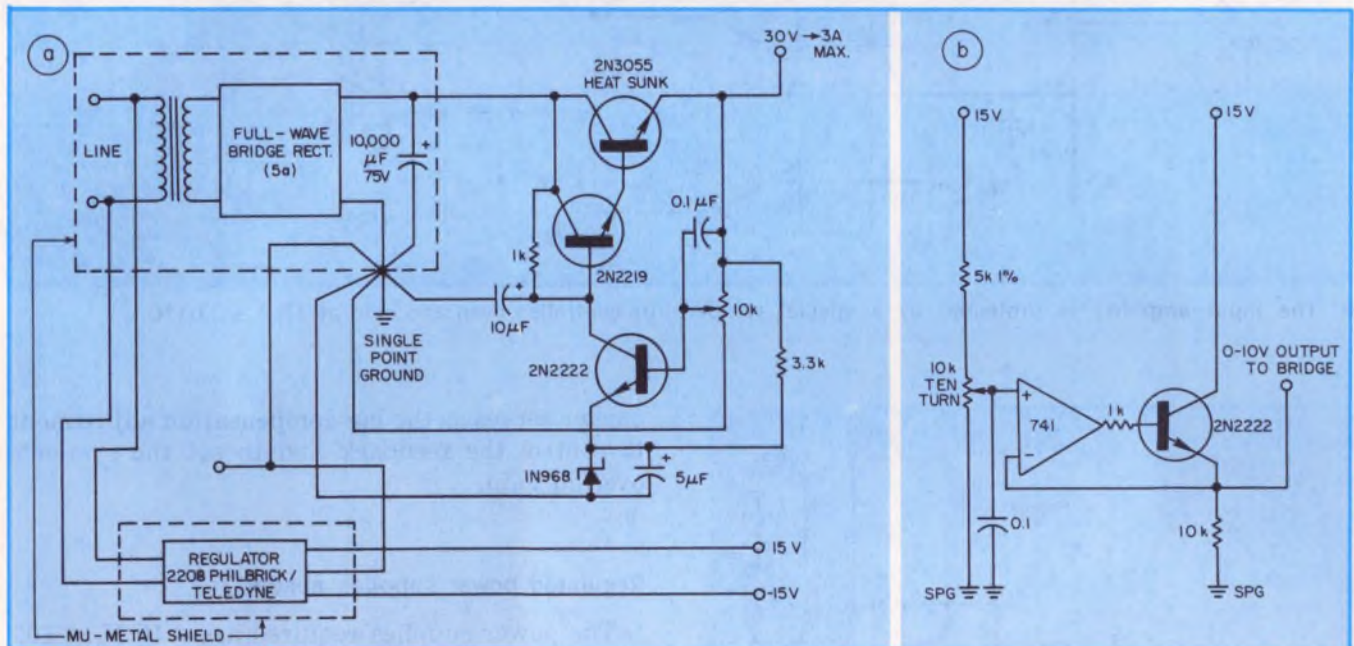 a
LINE
FULL-WAVE
BRIDGE RECT.
(5a)
10,000
µF
75V
+
2N3055
HEAT SUNK
30V→3A
MAX.
0.1 µF
1k
2N2219
10µF
10k
SINGLE
POINT
GROUND
2N2222
3.3k
1N968
+
5µF
REGULATOR
2208 PHILBRICK/
TELEDYNE
15 V
-15V
MU-METAL SHIELD
b
15V
15V
5k 1%
0-10V OUTPUT
TO BRIDGE
10k
TEN
TURN
+
741
-
1k
2N2222
0.1
10k
SPG
SPG